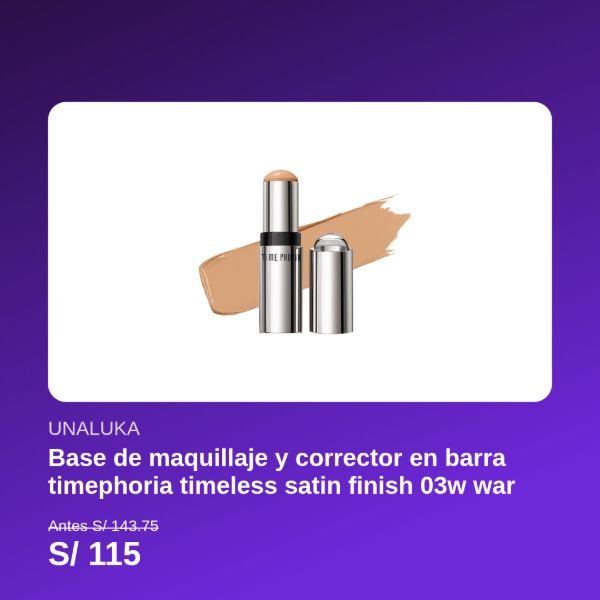 UNALUKA
Base de maquillaje y corrector en barra
timephoria timeless satin finish 03w war
Antes S/ 143.75
S/ 115